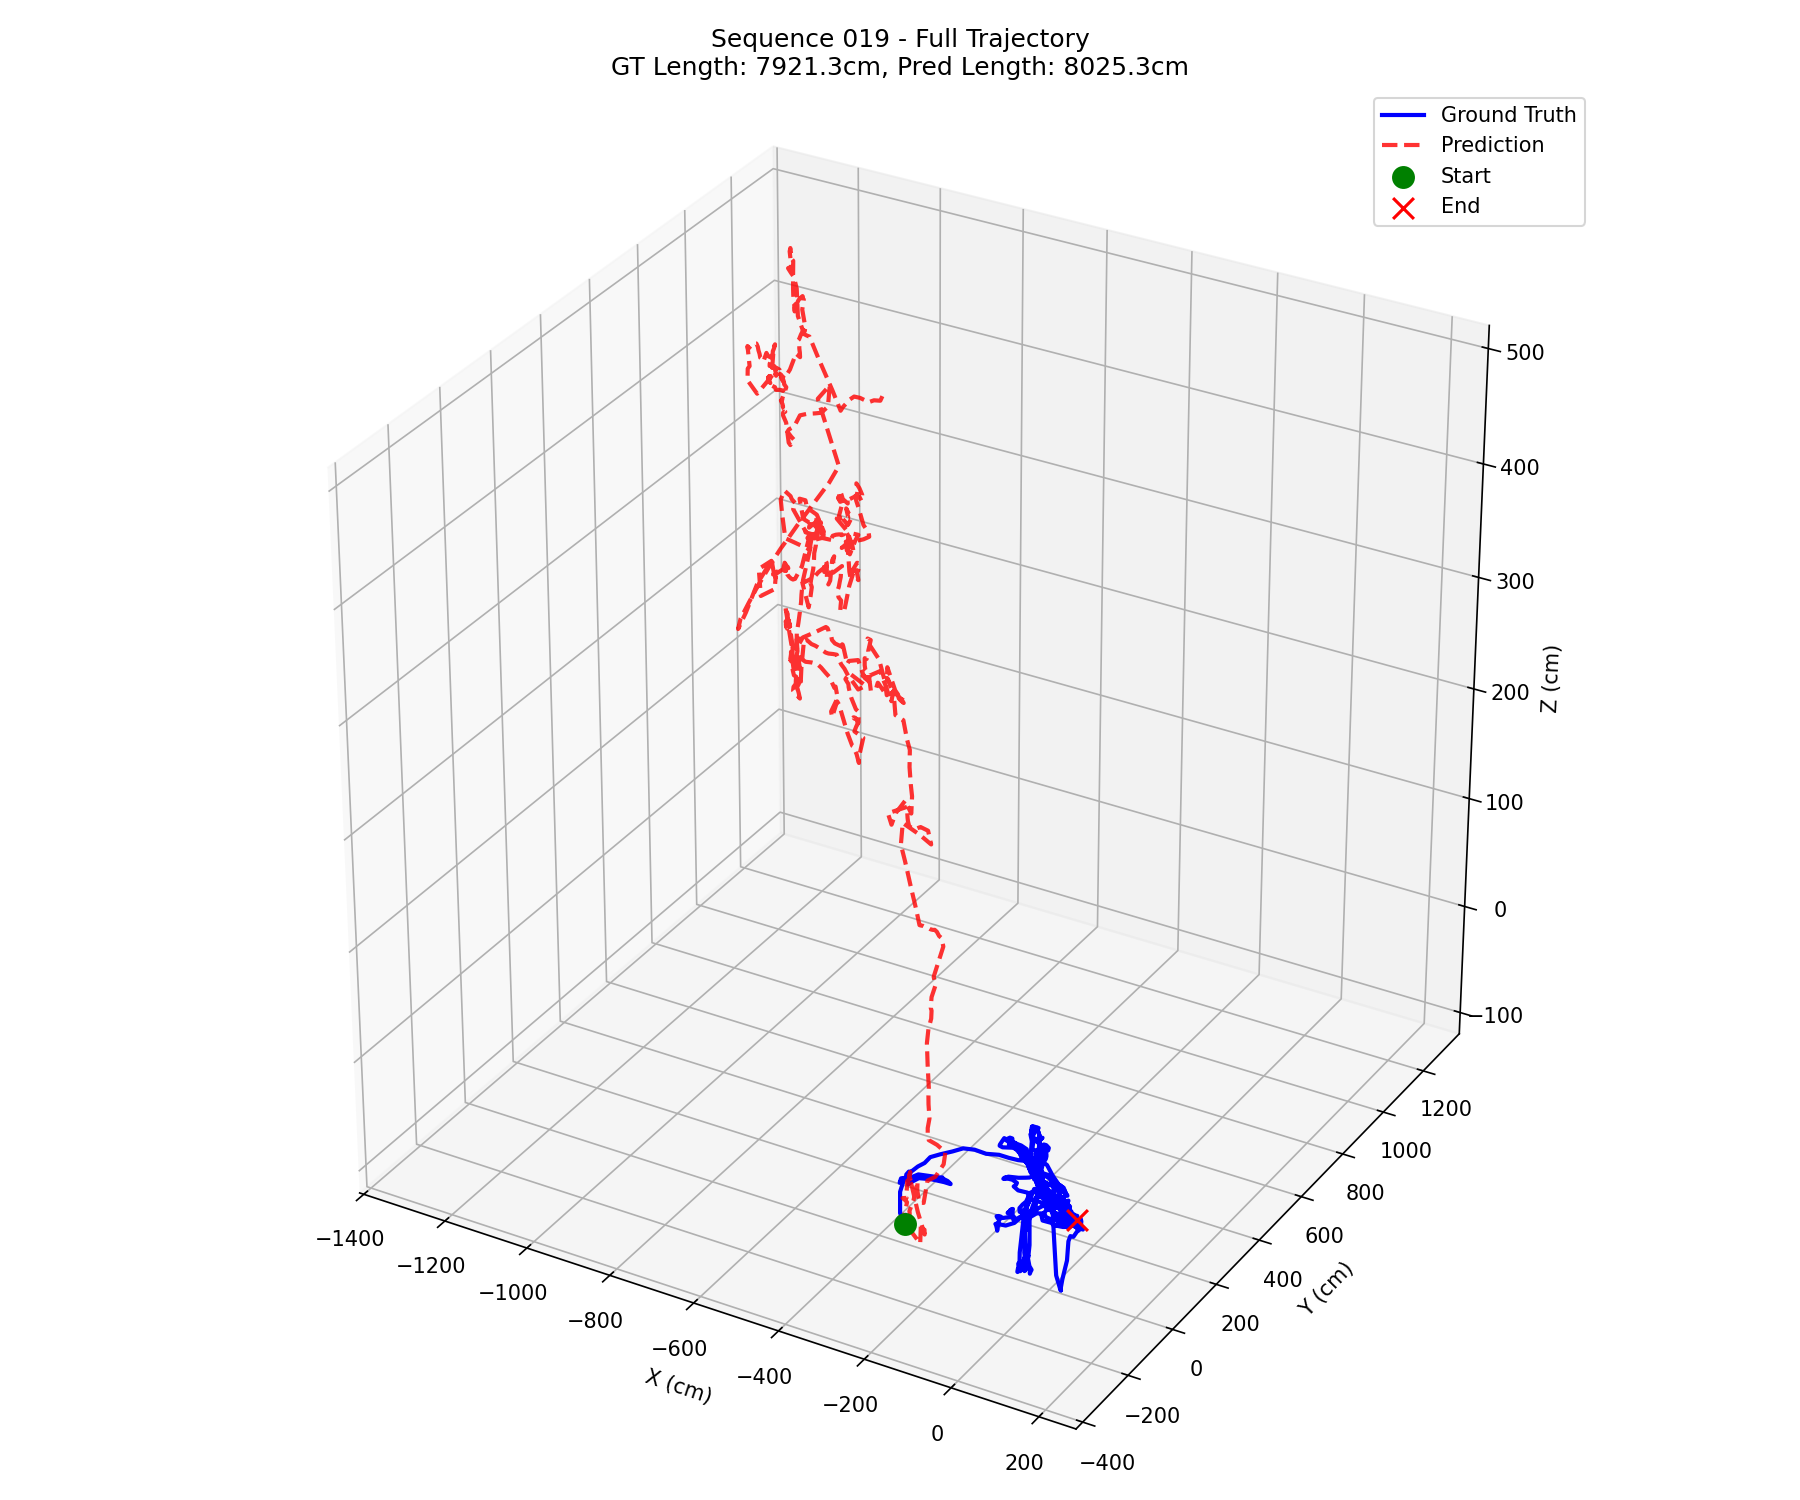 Sequence 019 - Full Trajectory
GT Length: 7921.3cm, Pred Length: 8025.3cm
Ground Truth
Prediction
Start
End
500
400
300
200
100
0
−100
Z (cm)
1200
1000
800
600
400
200
0
−200
−400
Y (cm)
−1400
−1200
−1000
−800
−600
−400
−200
0
200
X (cm)